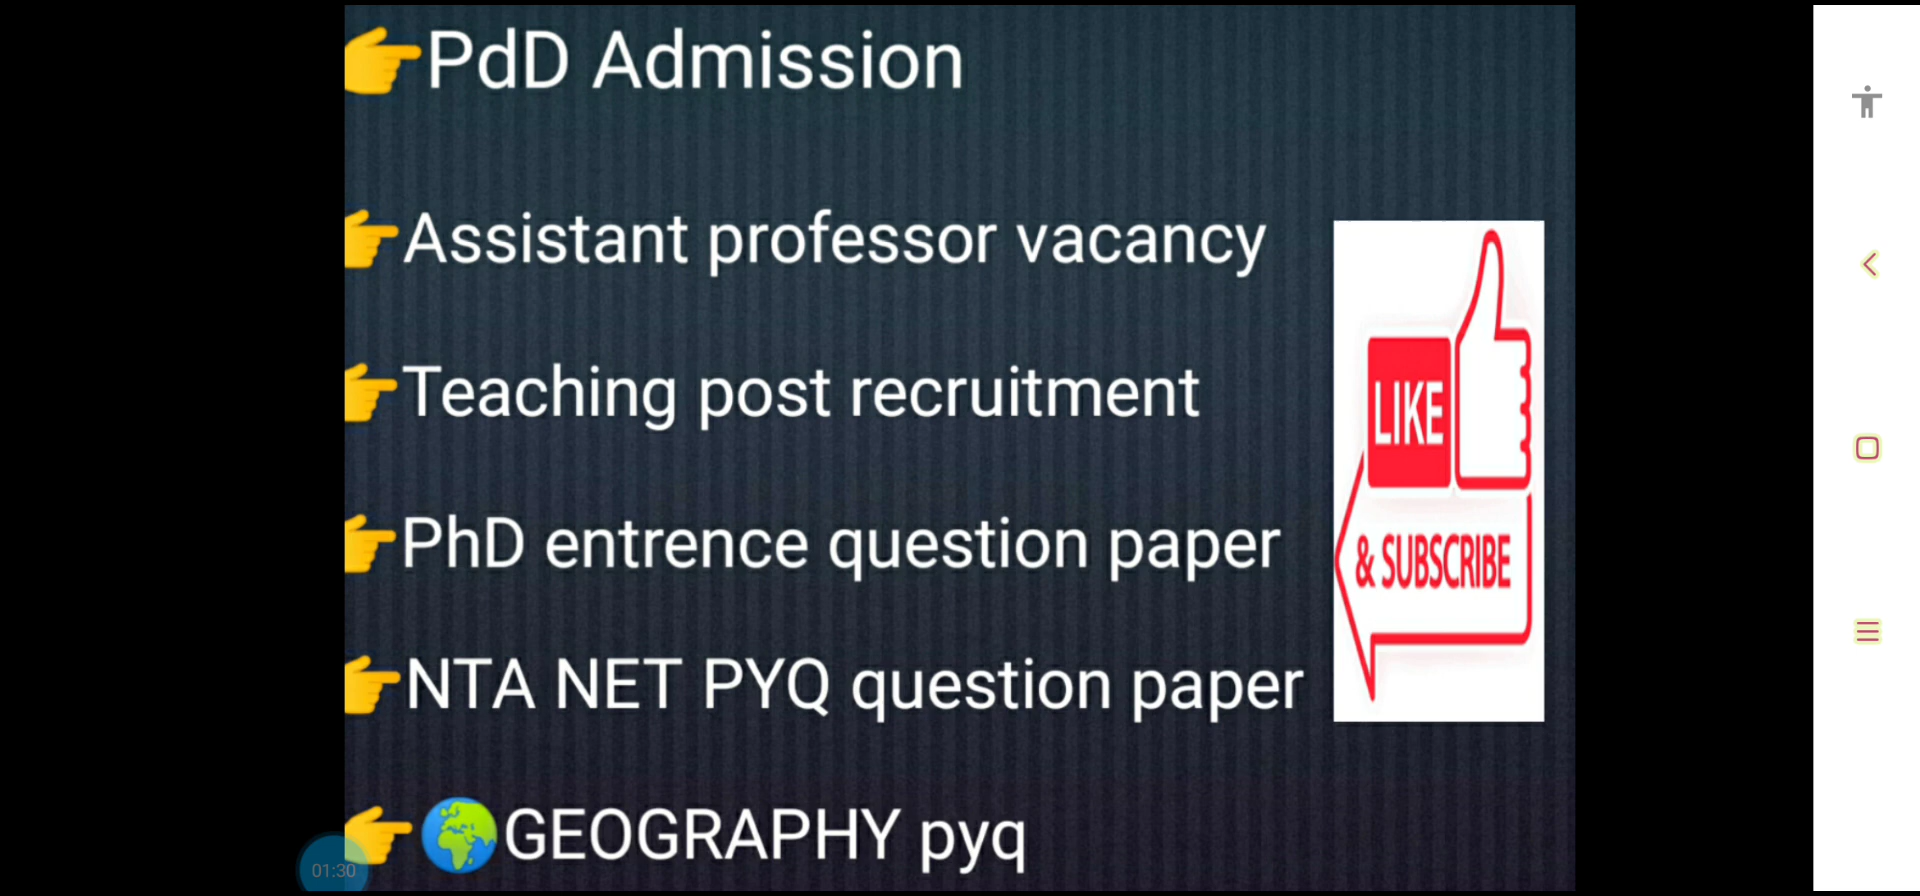 👉PdD Admission
👉Assistant professor vacancy
👉Teaching post recruitment
👉PhD entrence question paper
👉NTA NET PYQ question paper
👉🌍GEOGRAPHY pyq
LIKE
& SUBSCRIBE
01:30